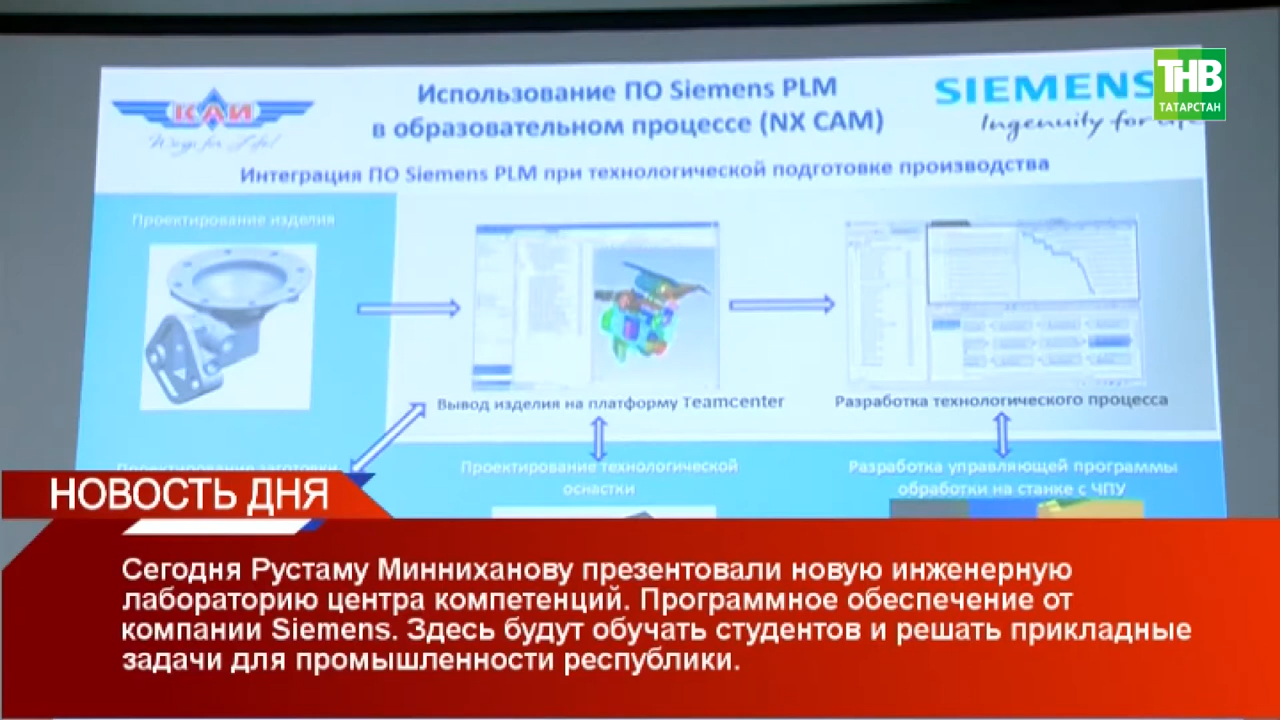 ТНВ
ТАТАРСТАН
КАИ
Использование ПО Siemens PLM
в образовательном процессе (NX CAM)
SIEMENS
Ingenuity for life
Интеграция ПО Siemens PLM при технологической подготовке производства
Проектирование изделия
Вывод изделия на платформу Teamcenter
Разработка технологического процесса
Проектирование заготовки
Проектирование технологической
оснастки
Разработка управляющей программы
обработки на станке с ЧПУ
НОВОСТЬ ДНЯ
Сегодня Рустаму Минниханову презентовали новую инженерную
лабораторию центра компетенций. Программное обеспечение от
компании Siemens. Здесь будут обучать студентов и решать прикладные
задачи для промышленности республики.